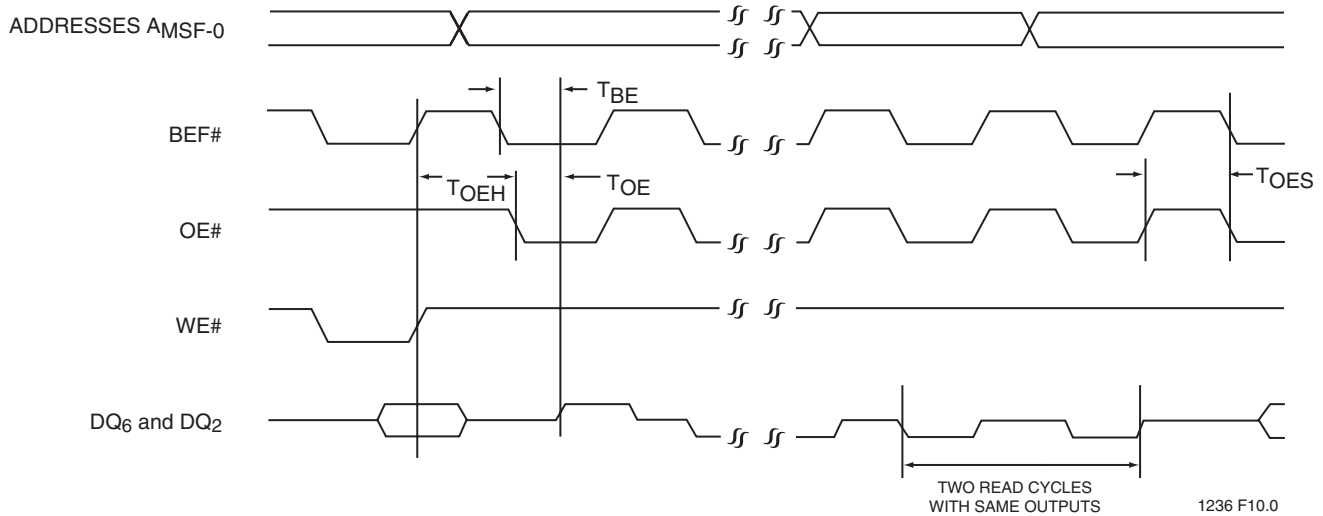 ADDRESSES AMSF-0
TBE
BEF#
TOEH
TOE
TOES
OE#
WE#
DQ6 and DQ2
TWO READ CYCLES
WITH SAME OUTPUTS
1236 F10.0